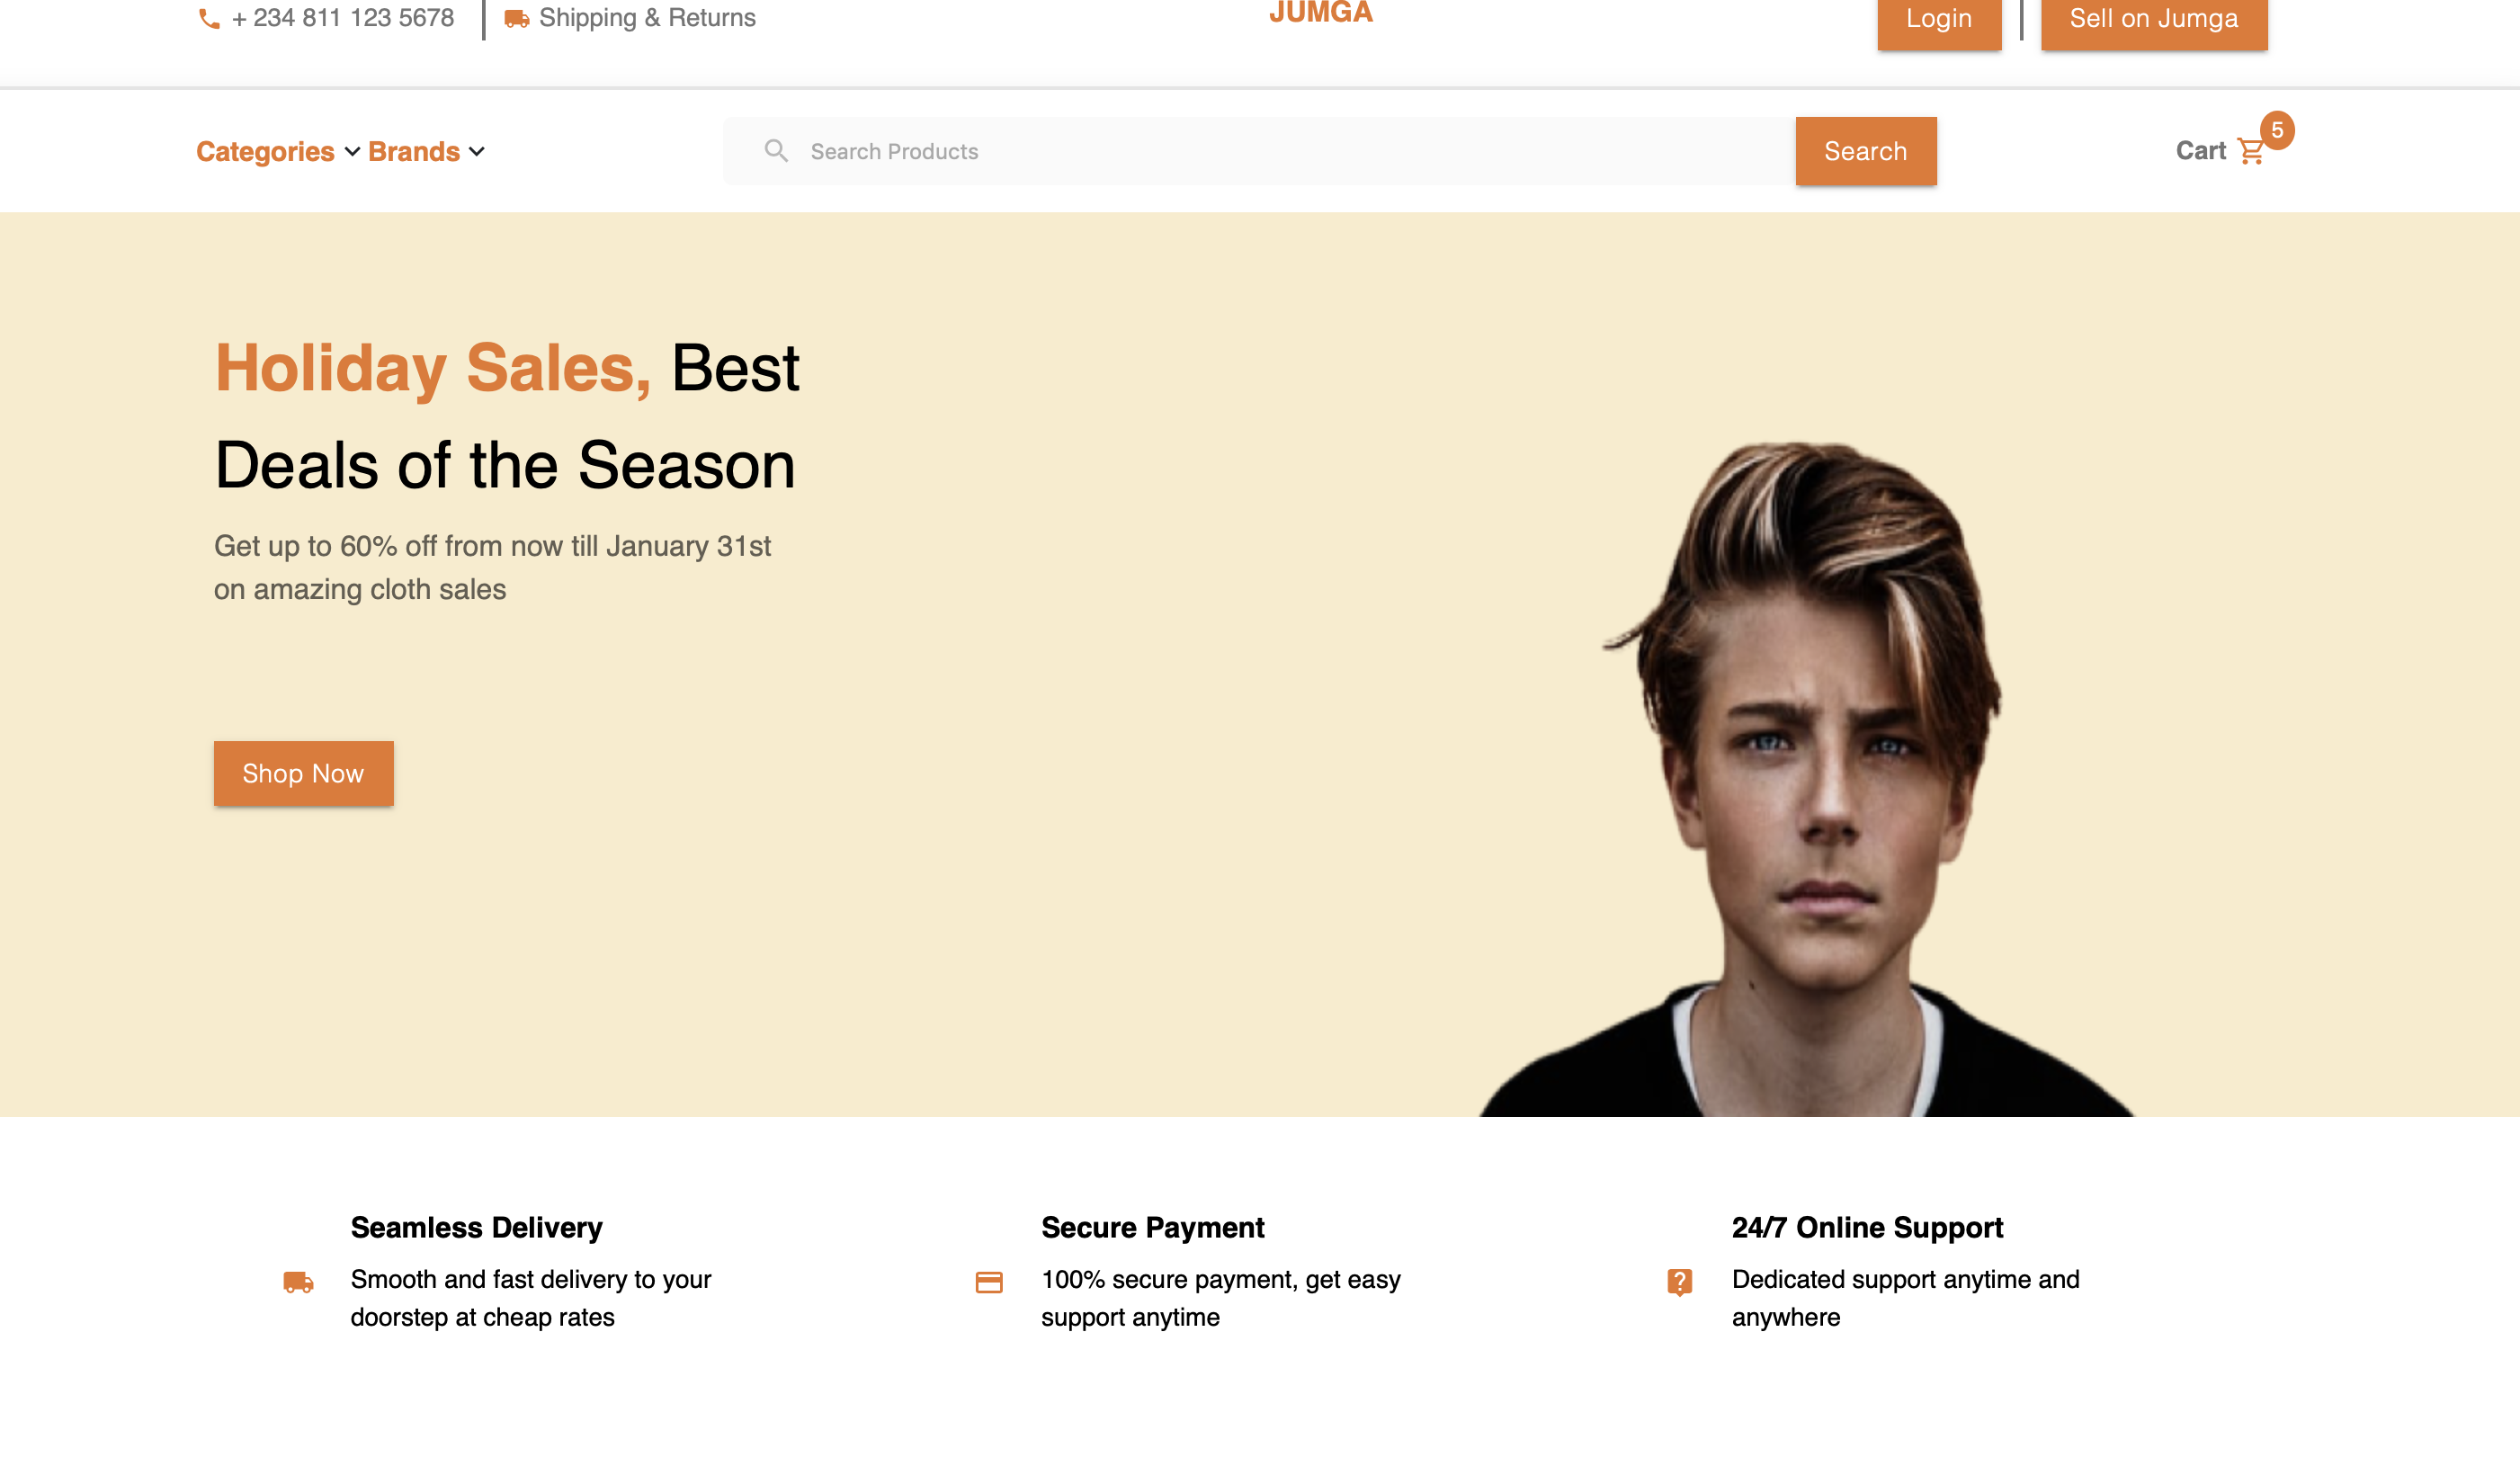 + 234 811 123 5678
Shipping & Returns
JUMGA
Login
Sell on Jumga
Categories
Brands
Search Products
Search
Cart
5
Holiday Sales, Best
Deals of the Season
Get up to 60% off from now till January 31st
on amazing cloth sales
Shop Now
Seamless Delivery
Smooth and fast delivery to your
doorstep at cheap rates
Secure Payment
100% secure payment, get easy
support anytime
24/7 Online Support
Dedicated support anytime and
anywhere